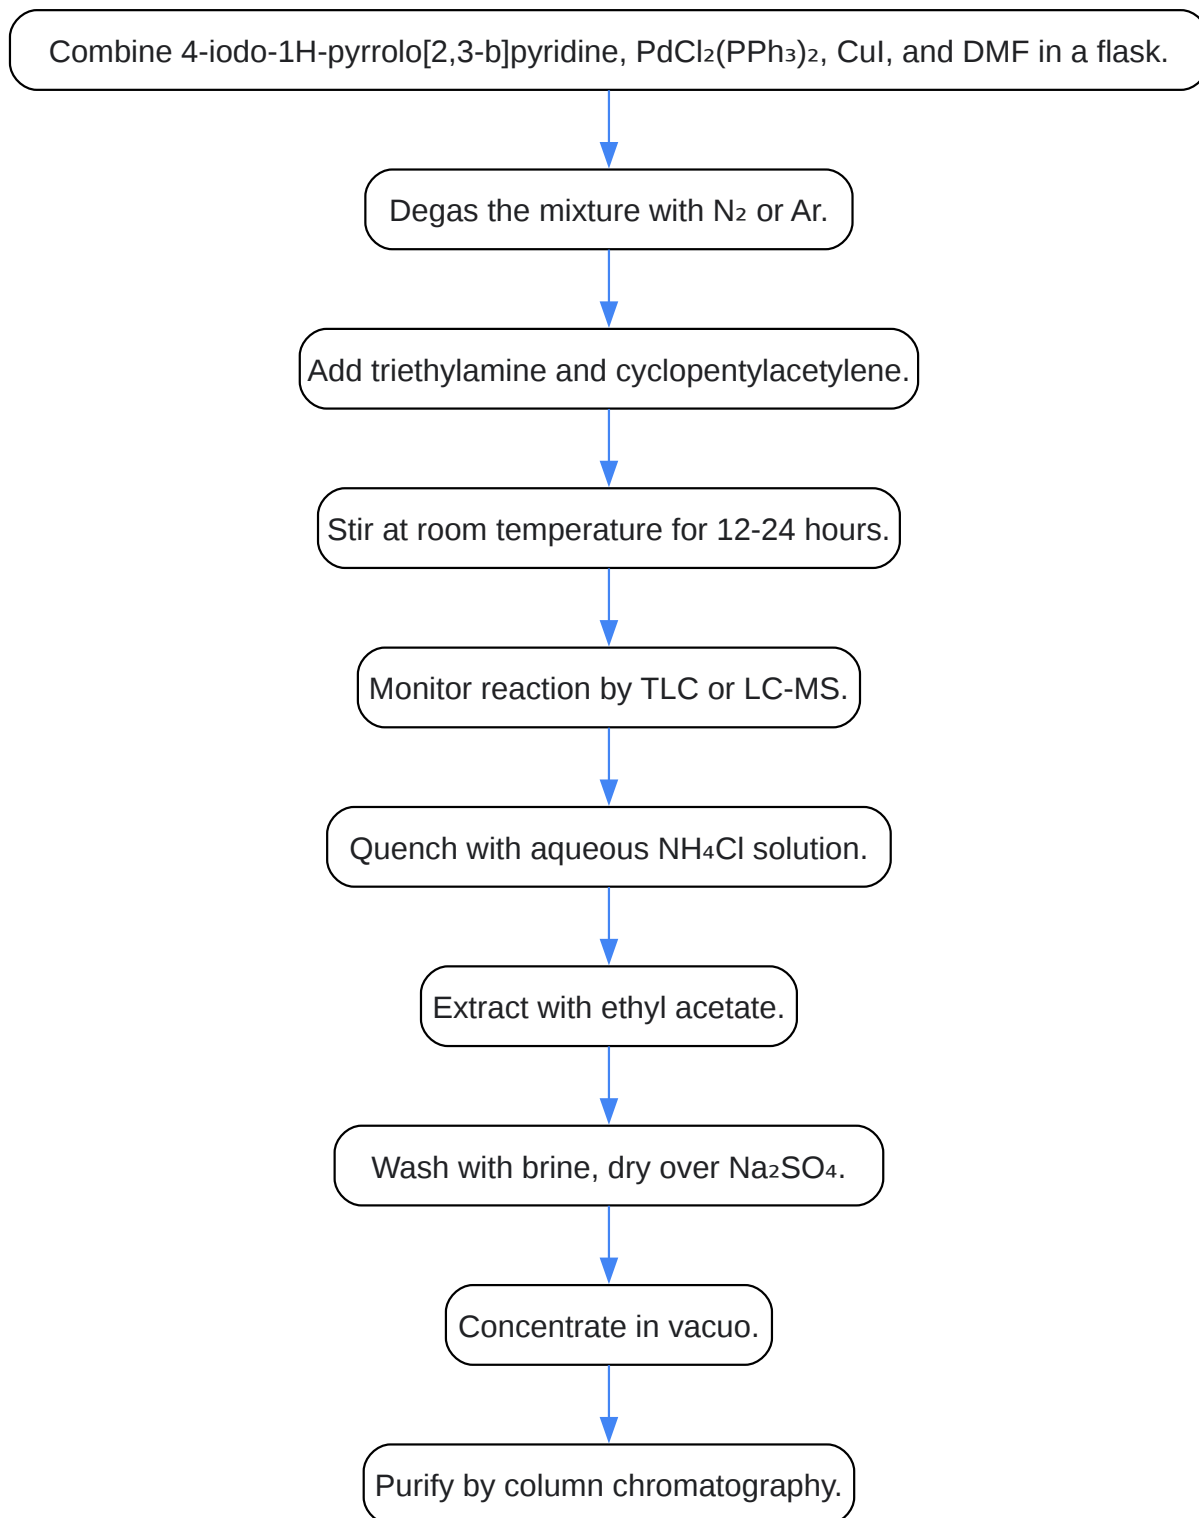 Combine 4-iodo-1H-pyrrolo[2,3-b]pyridine, PdCl₂(PPh₃)₂, CuI, and DMF in a flask.
Degas the mixture with N₂ or Ar.
Add triethylamine and cyclopentylacetylene.
Stir at room temperature for 12-24 hours.
Monitor reaction by TLC or LC-MS.
Quench with aqueous NH₄Cl solution.
Extract with ethyl acetate.
Wash with brine, dry over Na₂SO₄.
Concentrate in vacuo.
Purify by column chromatography.